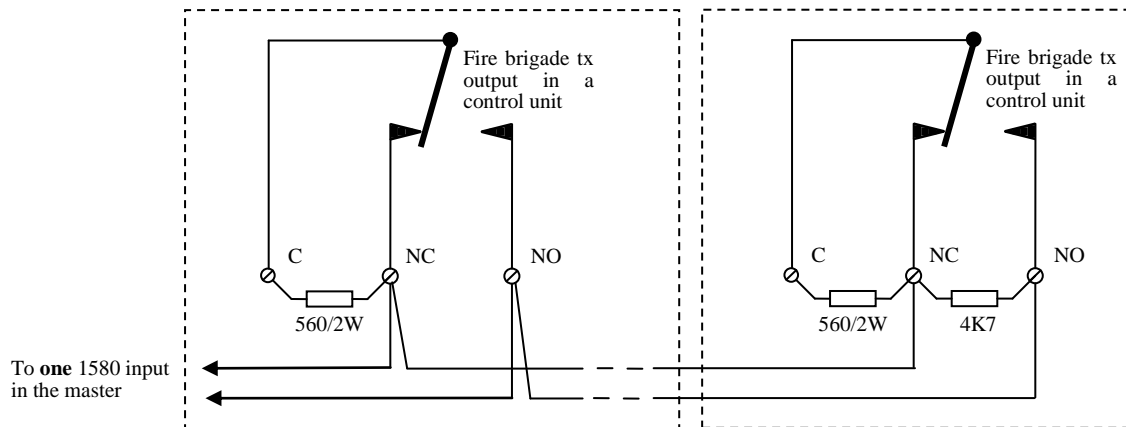 Fire brigade tx
output in a
control unit
Fire brigade tx
output in a
control unit
C
NC
NO
C
NC
NO
560/2W
560/2W
4K7
To one 1580 input
in the master